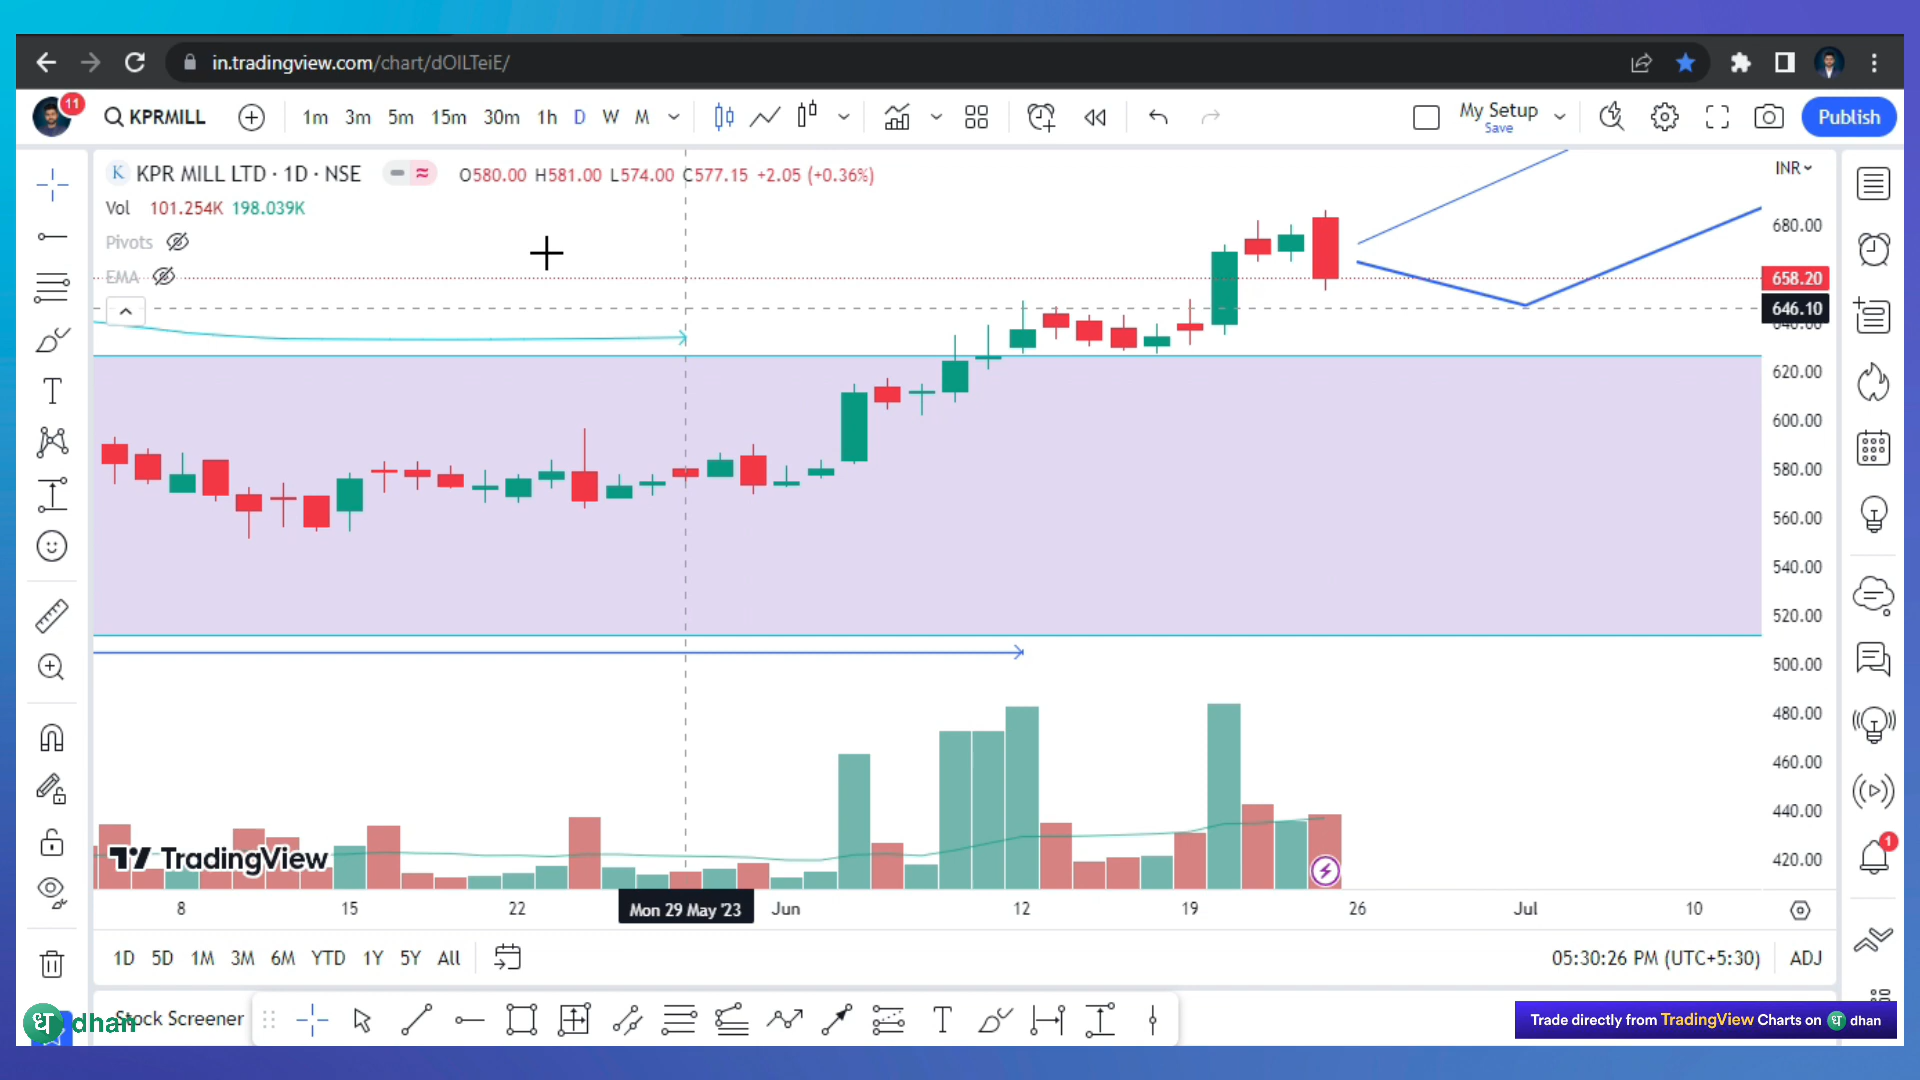 in.tradingview.com/chart/dOILTeiE/
11
KPRMILL
1m 3m 5m 15m 30m 1h D W M
My Setup
Save
Publish
K KPR MILL LTD · 1D · NSE O580.00 H581.00 L574.00 C577.15 +2.05 (+0.36%)
INR
Vol 101.254K 198.039K
Pivots
EMA
680.00
658.20
646.10
640.00
620.00
600.00
580.00
560.00
540.00
520.00
500.00
480.00
460.00
440.00
420.00
1
TradingView
8 15 22 Mon 29 May '23 Jun 12 19 26 Jul 10
1D 5D 1M 3M 6M YTD 1Y 5Y All
05:30:26 PM (UTC+5:30) ADJ
ध dhan
Stock Screener
T
Trade directly from TradingView Charts on ध dhan